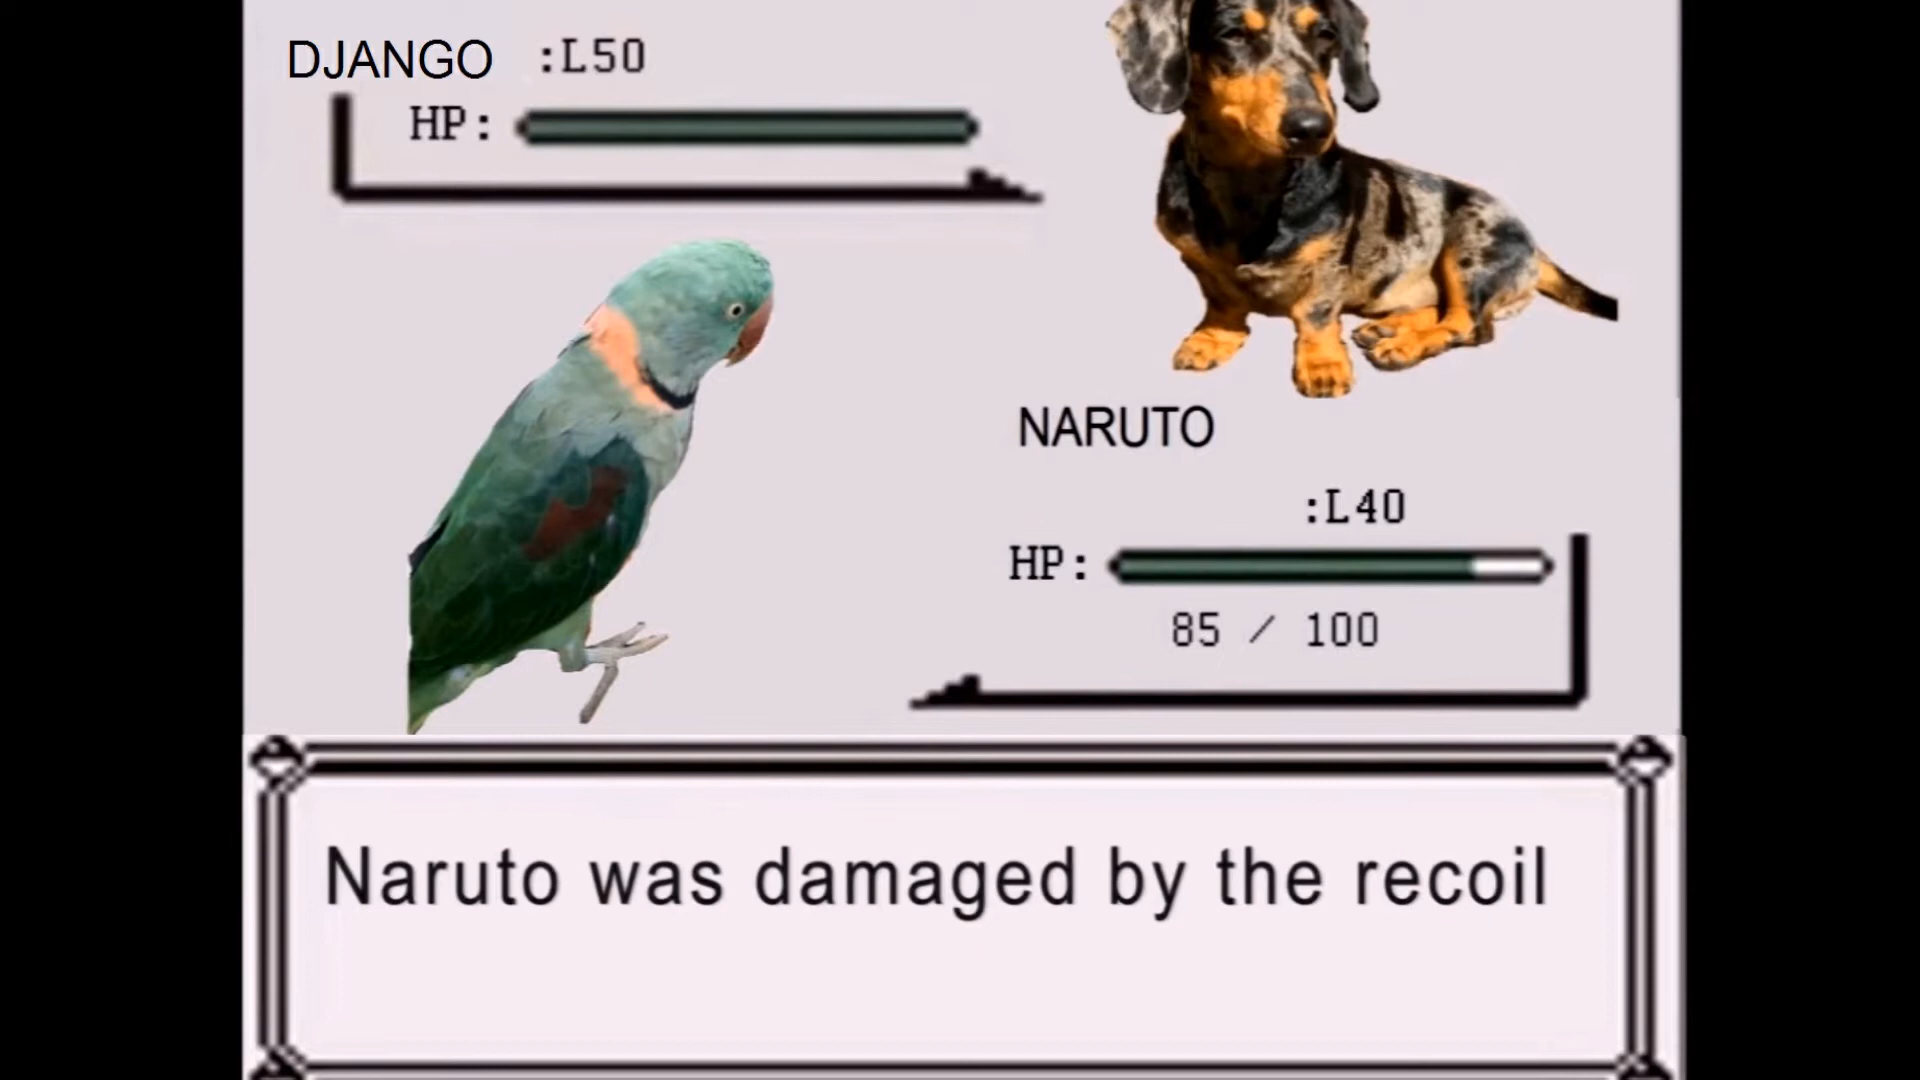 DJANGO :L50
HP:
NARUTO
:L40
HP:
85 / 100
Naruto was damaged by the recoil